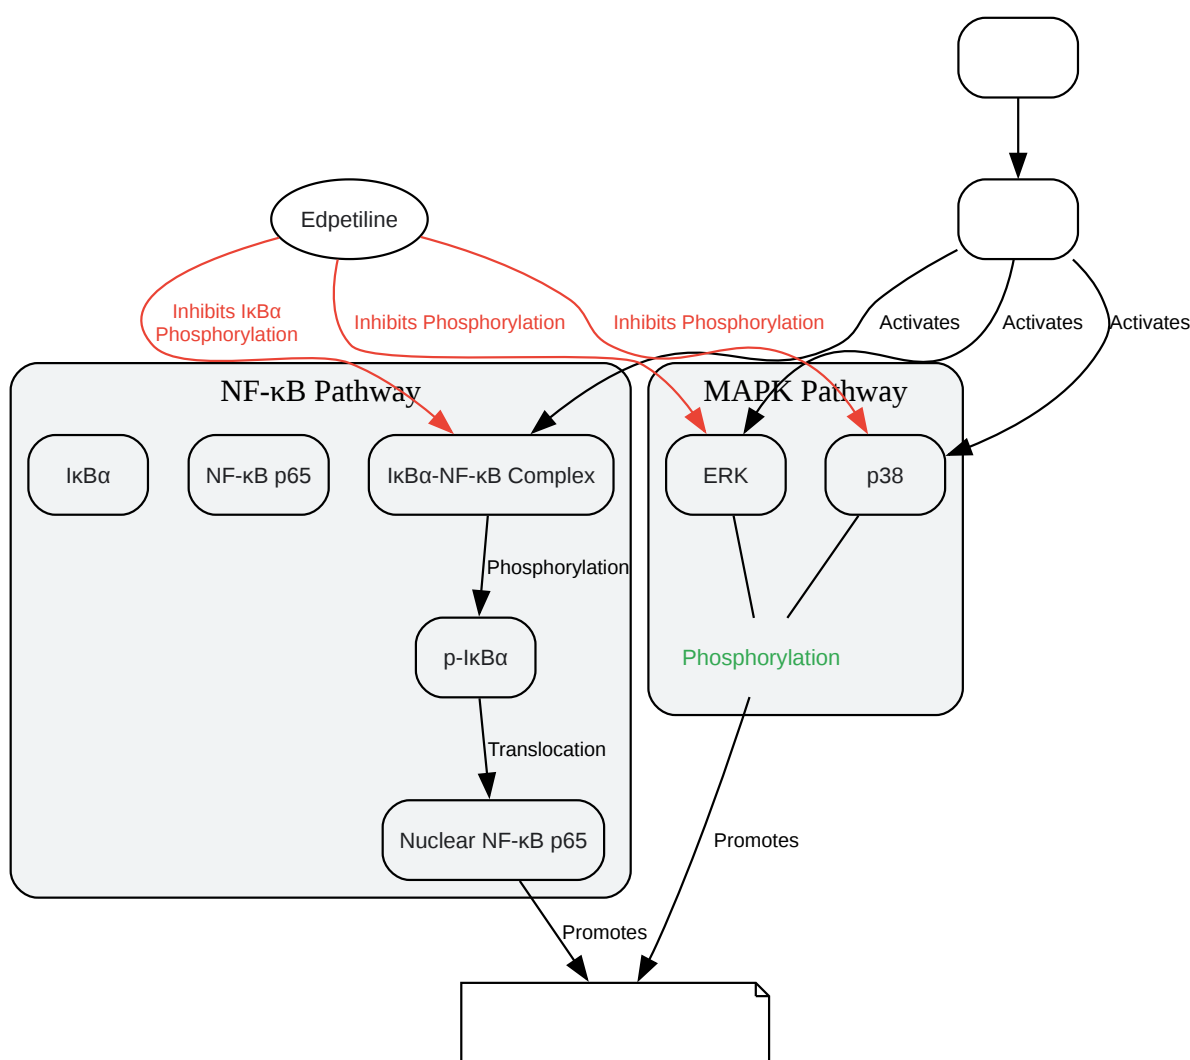 Edpetiline
Inhibits IκBα
Phosphorylation
Inhibits Phosphorylation
Inhibits Phosphorylation
Activates
Activates
Activates
NF-κB Pathway
MAPK Pathway
IκBα
NF-κB p65
IκBα-NF-κB Complex
ERK
p38
Phosphorylation
p-IκBα
Phosphorylation
Translocation
Nuclear NF-κB p65
Promotes
Promotes